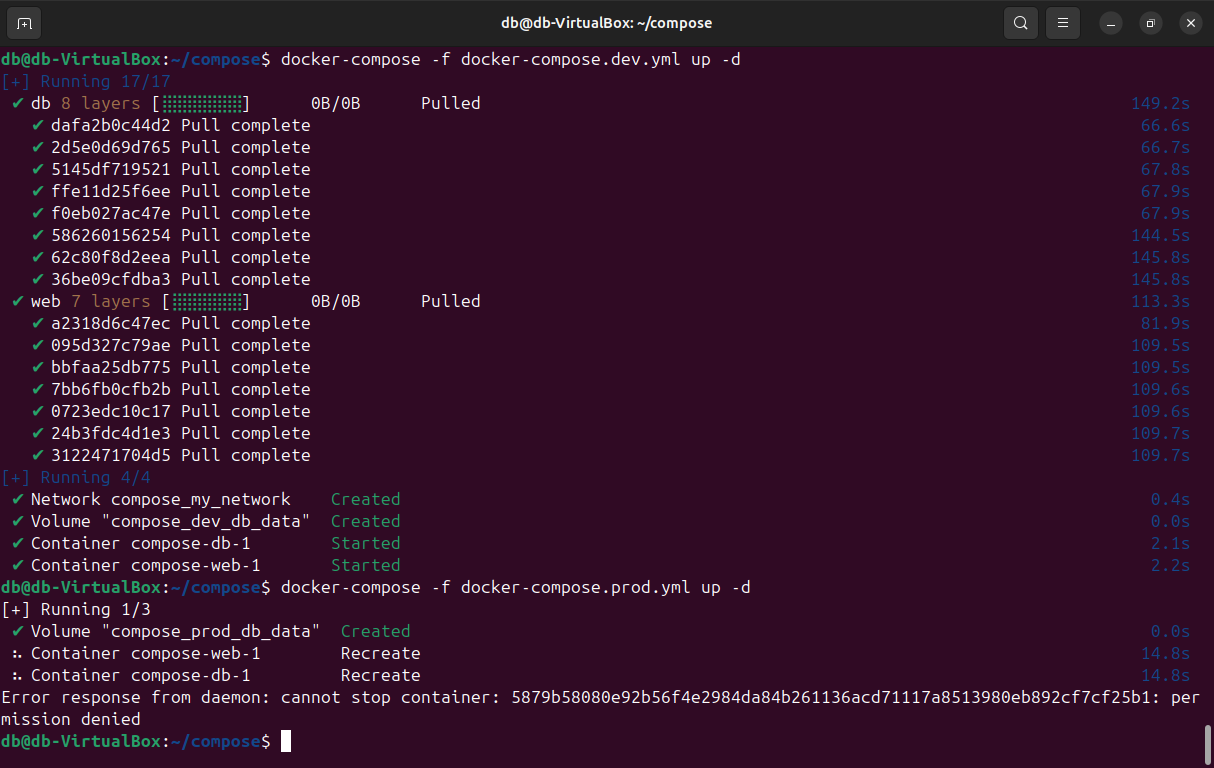 db@db-VirtualBox: ~/compose
db@db-VirtualBox:~/compose$ docker-compose -f docker-compose.dev.yml up -d
[+] Running 17/17
✔ db 8 layers [⣿⣿⣿⣿⣿⣿⣿⣿] 0B/0B Pulled 149.2s
✔ dafa2b0c44d2 Pull complete 66.6s
✔ 2d5e0d69d765 Pull complete 66.7s
✔ 5145df719521 Pull complete 67.8s
✔ ffe11d25f6ee Pull complete 67.9s
✔ f0eb027ac47e Pull complete 67.9s
✔ 586260156254 Pull complete 144.5s
✔ 62c80f8d2eea Pull complete 145.8s
✔ 36be09cfdba3 Pull complete 145.8s
✔ web 7 layers [⣿⣿⣿⣿⣿⣿⣿] 0B/0B Pulled 113.3s
✔ a2318d6c47ec Pull complete 81.9s
✔ 095d327c79ae Pull complete 109.5s
✔ bbfaa25db775 Pull complete 109.5s
✔ 7bb6fb0cfb2b Pull complete 109.6s
✔ 0723edc10c17 Pull complete 109.6s
✔ 24b3fdc4d1e3 Pull complete 109.7s
✔ 3122471704d5 Pull complete 109.7s
[+] Running 4/4
✔ Network compose_my_network Created 0.4s
✔ Volume "compose_dev_db_data" Created 0.0s
✔ Container compose-db-1 Started 2.1s
✔ Container compose-web-1 Started 2.2s
db@db-VirtualBox:~/compose$ docker-compose -f docker-compose.prod.yml up -d
[+] Running 1/3
✔ Volume "compose_prod_db_data" Created 0.0s
⠦ Container compose-web-1 Recreate 14.8s
⠦ Container compose-db-1 Recreate 14.8s
Error response from daemon: cannot stop container: 5879b58080e92b56f4e2984da84b261136acd71117a8513980eb892cf7cf25b1: per
mission denied
db@db-VirtualBox:~/compose$